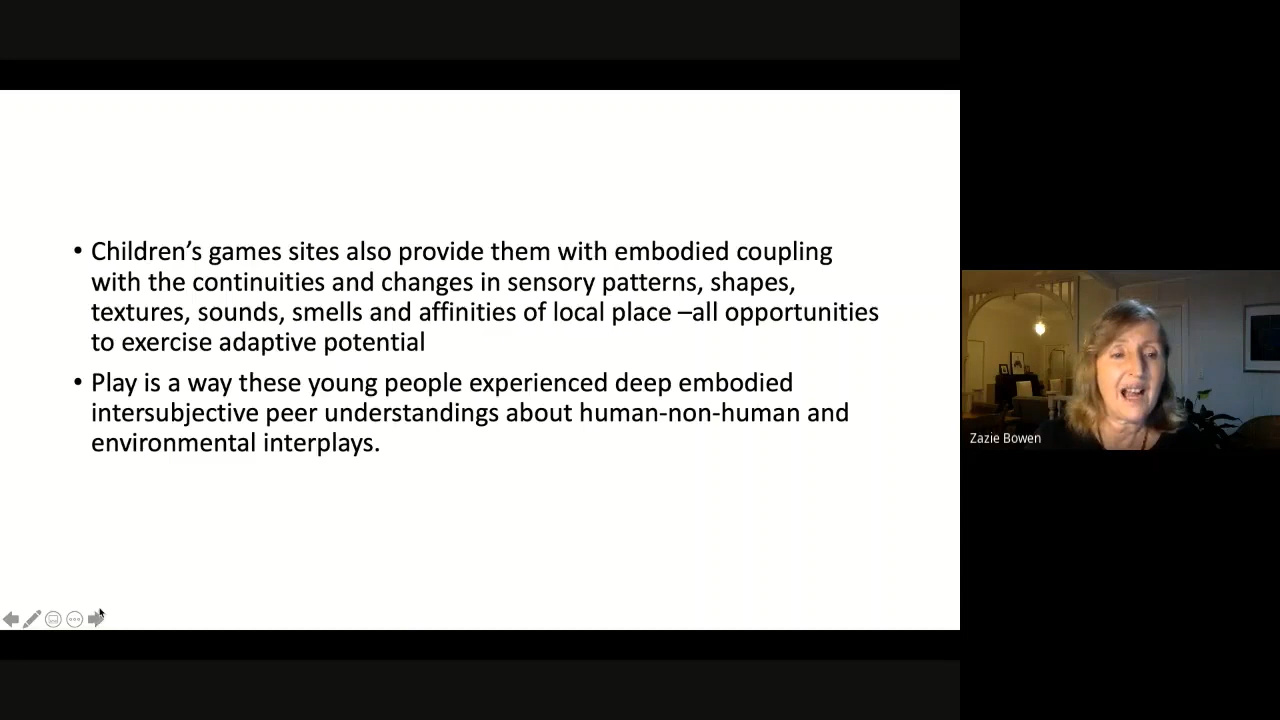 • Children’s games sites also provide them with embodied coupling
with the continuities and changes in sensory patterns, shapes,
textures, sounds, smells and affinities of local place –all opportunities
to exercise adaptive potential
• Play is a way these young people experienced deep embodied
intersubjective peer understandings about human-non-human and
environmental interplays.
Zazie Bowen